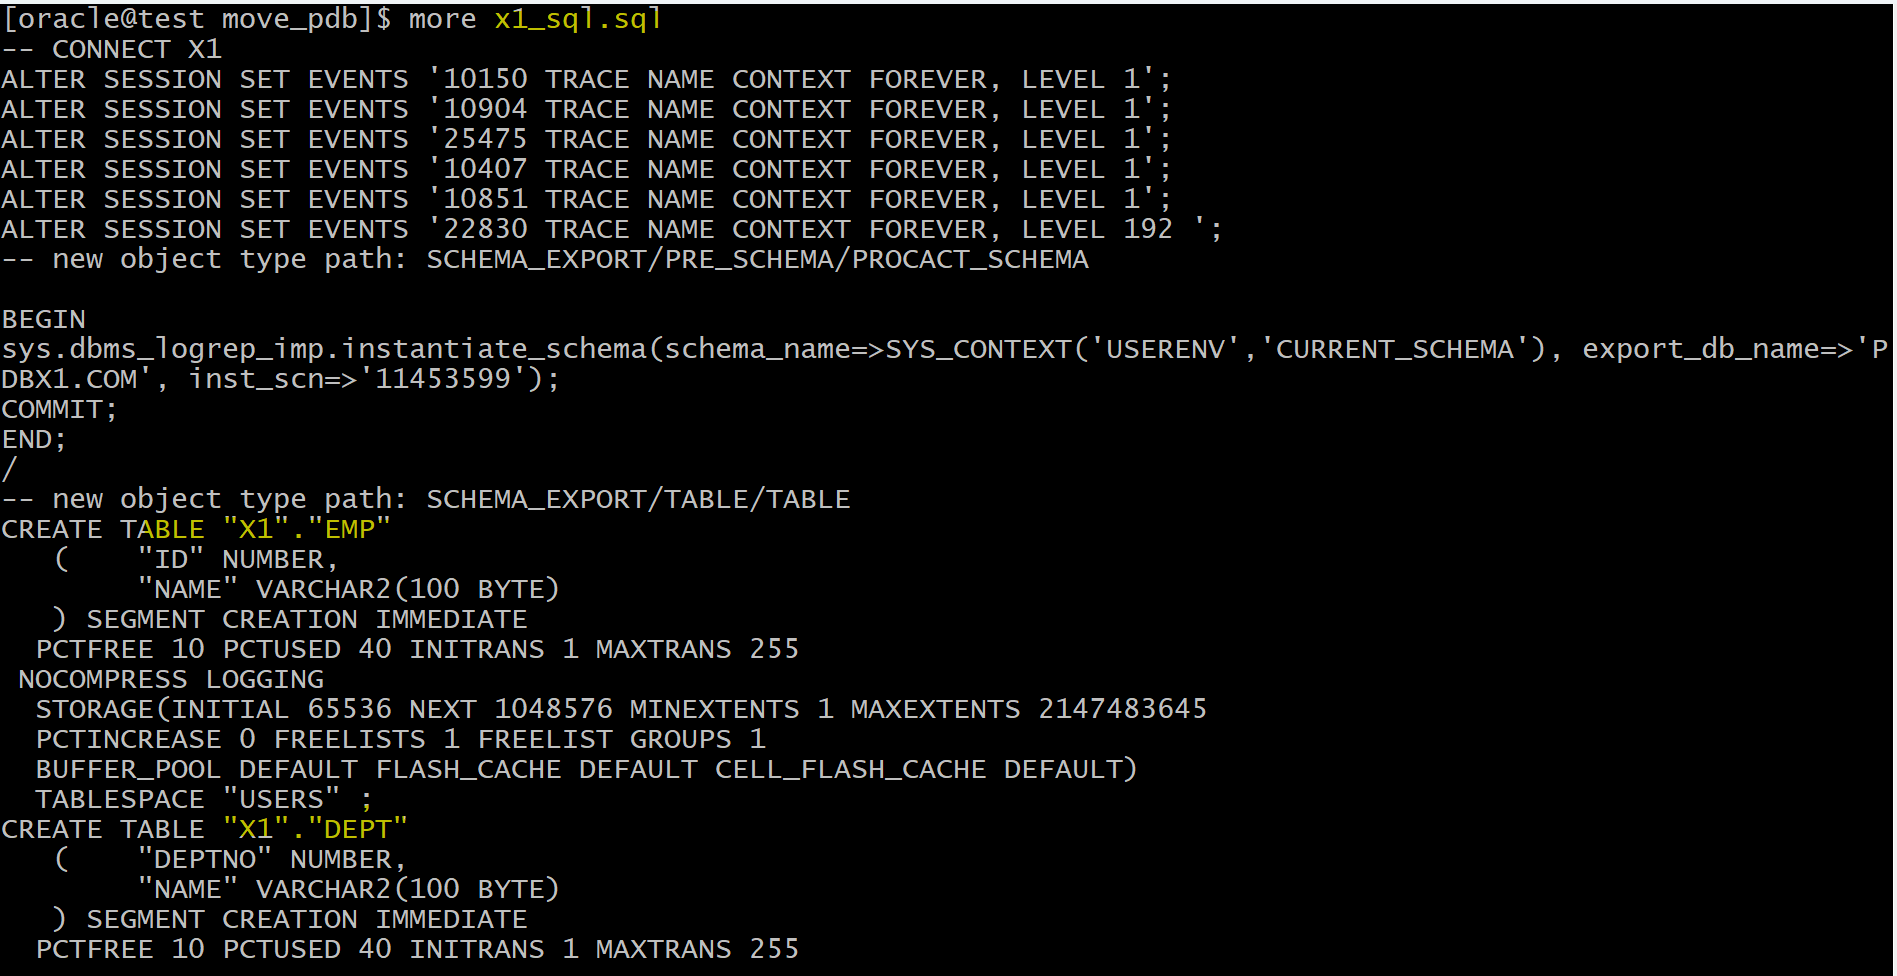 [oracle@test move_pdb]$ more x1_sql.sql
-- CONNECT X1
ALTER SESSION SET EVENTS '10150 TRACE NAME CONTEXT FOREVER, LEVEL 1';
ALTER SESSION SET EVENTS '10904 TRACE NAME CONTEXT FOREVER, LEVEL 1';
ALTER SESSION SET EVENTS '25475 TRACE NAME CONTEXT FOREVER, LEVEL 1';
ALTER SESSION SET EVENTS '10407 TRACE NAME CONTEXT FOREVER, LEVEL 1';
ALTER SESSION SET EVENTS '10851 TRACE NAME CONTEXT FOREVER, LEVEL 1';
ALTER SESSION SET EVENTS '22830 TRACE NAME CONTEXT FOREVER, LEVEL 192 ';
-- new object type path: SCHEMA_EXPORT/PRE_SCHEMA/PROCACT_SCHEMA

BEGIN
sys.dbms_logrep_imp.instantiate_schema(schema_name=>SYS_CONTEXT('USERENV','CURRENT_SCHEMA'), export_db_name=>'P
DBX1.COM', inst_scn=>'11453599');
COMMIT;
END;
/
-- new object type path: SCHEMA_EXPORT/TABLE/TABLE
CREATE TABLE "X1"."EMP"
   (    "ID" NUMBER,
        "NAME" VARCHAR2(100 BYTE)
   ) SEGMENT CREATION IMMEDIATE
  PCTFREE 10 PCTUSED 40 INITRANS 1 MAXTRANS 255
 NOCOMPRESS LOGGING
  STORAGE(INITIAL 65536 NEXT 1048576 MINEXTENTS 1 MAXEXTENTS 2147483645
  PCTINCREASE 0 FREELISTS 1 FREELIST GROUPS 1
  BUFFER_POOL DEFAULT FLASH_CACHE DEFAULT CELL_FLASH_CACHE DEFAULT)
  TABLESPACE "USERS" ;
CREATE TABLE "X1"."DEPT"
   (    "DEPTNO" NUMBER,
        "NAME" VARCHAR2(100 BYTE)
   ) SEGMENT CREATION IMMEDIATE
  PCTFREE 10 PCTUSED 40 INITRANS 1 MAXTRANS 255